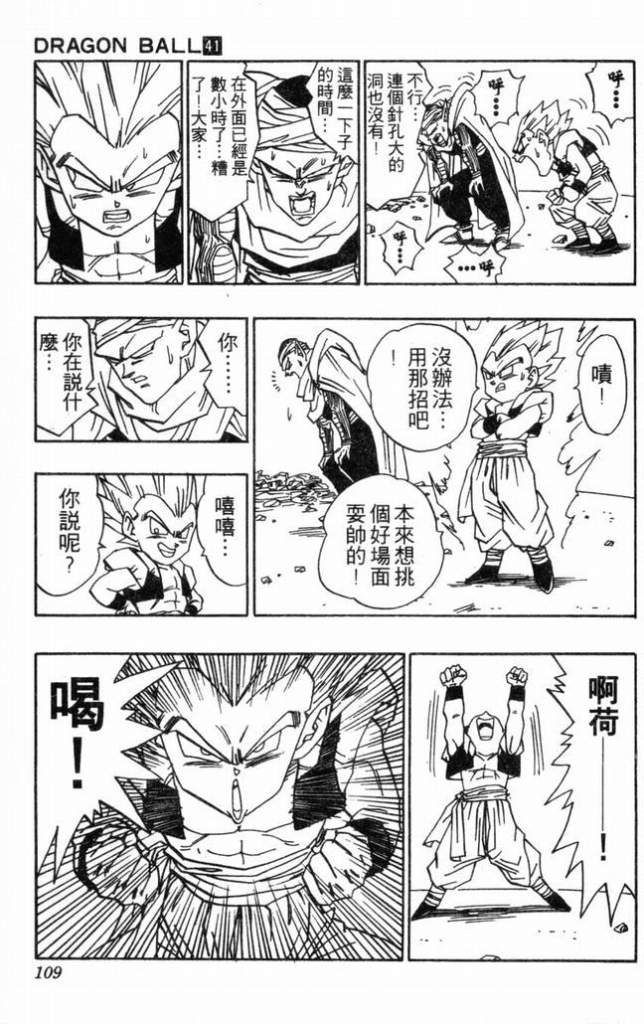 DRAGON BALL 41
呼…
呼…
不行…
連個針孔大的
洞也沒有！
呼…
…呼
這麼一下子
的時間…
在外面已經是
數小時了…糟
了！大家…
嘖！
沒辦法…
用那招吧
！
本來想挑
個好場面
耍帥的！
你……
你在説什
麼…
嘻嘻…
你説呢？
啊荷——！
喝！
109